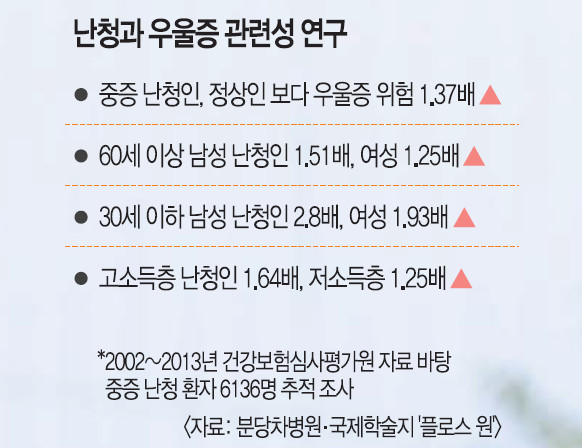 난청과 우울증 관련성 연구
● 중증 난청인, 정상인 보다 우울증 위험 1.37배▲
● 60세 이상 남성 난청인 1.51배, 여성 1.25배▲
● 30세 이하 남성 난청인 2.8배, 여성 1.93배▲
● 고소득층 난청인 1.64배, 저소득층 1.25배▲
*2002~2013년 건강보험심사평가원 자료 바탕
중증 난청 환자 6136명 추적 조사
〈자료: 분당차병원·국제학술지 '플로스 원'〉